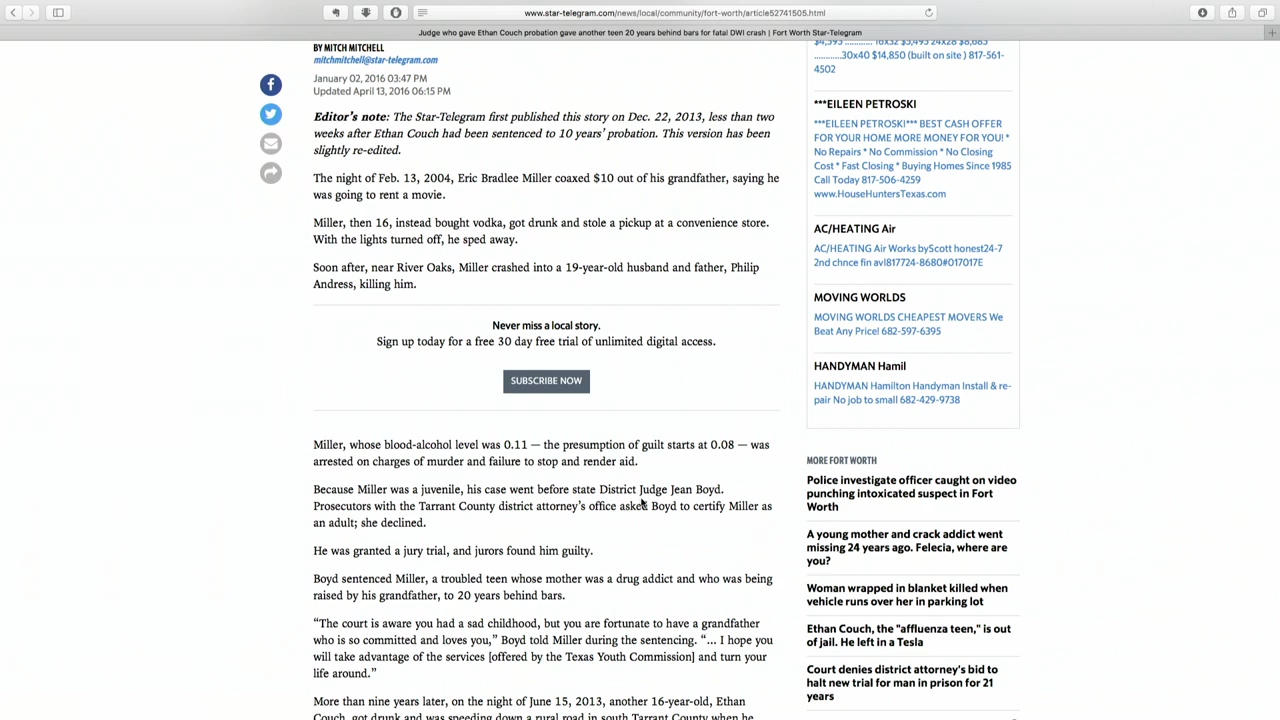 www.star-telegram.com/news/local/community/fort-worth/article52741505.html
Judge who gave Ethan Couch probation gave another teen 20 years behind bars for fatal DWI crash | Fort Worth Star-Telegram
BY MITCH MITCHELL
mitchmitchell@star-telegram.com
January 02, 2016 03:47 PM
Updated April 13, 2016 06:15 PM
Editor's note: The Star-Telegram first published this story on Dec. 22, 2013, less than two
weeks after Ethan Couch had been sentenced to 10 years' probation. This version has been
slightly re-edited.
The night of Feb. 13, 2004, Eric Bradlee Miller coaxed $10 out of his grandfather, saying he
was going to rent a movie.
Miller, then 16, instead bought vodka, got drunk and stole a pickup at a convenience store.
With the lights turned off, he sped away.
Soon after, near River Oaks, Miller crashed into a 19-year-old husband and father, Philip
Andress, killing him.
Never miss a local story.
Sign up today for a free 30 day free trial of unlimited digital access.
SUBSCRIBE NOW
Miller, whose blood-alcohol level was 0.11 — the presumption of guilt starts at 0.08 — was
arrested on charges of murder and failure to stop and render aid.
Because Miller was a juvenile, his case went before state District Judge Jean Boyd.
Prosecutors with the Tarrant County district attorney's office asked Boyd to certify Miller as
an adult; she declined.
He was granted a jury trial, and jurors found him guilty.
Boyd sentenced Miller, a troubled teen whose mother was a drug addict and who was being
raised by his grandfather, to 20 years behind bars.
“The court is aware you had a sad childhood, but you are fortunate to have a grandfather
who is so committed and loves you,” Boyd told Miller during the sentencing. “... I hope you
will take advantage of the services [offered by the Texas Youth Commission] and turn your
life around.”
More than nine years later, on the night of June 15, 2013, another 16-year-old, Ethan
Couch, got drunk and was speeding down a rural road in south Tarrant County when he
$4,595 ............ 16x32 $5,495 24x28 $8,685
............30x40 $14,850 (built on site ) 817-561-
4502
***EILEEN PETROSKI
***EILEEN PETROSKI*** BEST CASH OFFER
FOR YOUR HOME MORE MONEY FOR YOU! *
No Repairs * No Commission * No Closing
Cost * Fast Closing * Buying Homes Since 1985
Call Today 817-506-4259
www.HouseHuntersTexas.com
AC/HEATING Air
AC/HEATING Air Works byScott honest24-7
2nd chnce fin avl817724-8680#017017E
MOVING WORLDS
MOVING WORLDS CHEAPEST MOVERS We
Beat Any Price! 682-597-6395
HANDYMAN Hamil
HANDYMAN Hamilton Handyman Install & re-
pair No job to small 682-429-9738
MORE FORT WORTH
Police investigate officer caught on video
punching intoxicated suspect in Fort
Worth
A young mother and crack addict went
missing 24 years ago. Felecia, where are
you?
Woman wrapped in blanket killed when
vehicle runs over her in parking lot
Ethan Couch, the "affluenza teen," is out
of jail. He left in a Tesla
Court denies district attorney's bid to
halt new trial for man in prison for 21
years